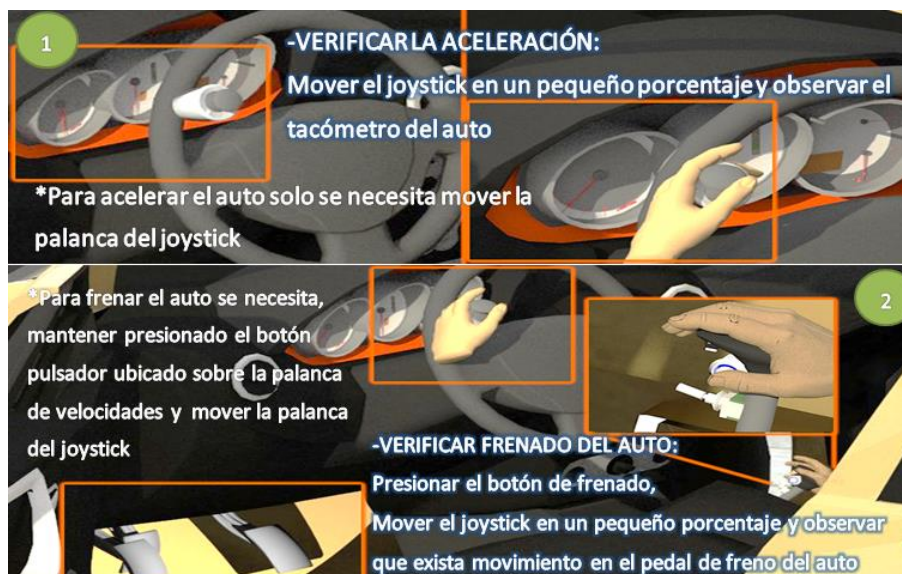 1
-VERIFICAR LA ACELERACIÓN:
Mover el joystick en un pequeño porcentaje y observar el
tacómetro del auto
*Para acelerar el auto solo se necesita mover la
palanca del joystick
2
*Para frenar el auto se necesita,
mantener presionado el botón
pulsador ubicado sobre la palanca
de velocidades y mover la palanca
del joystick
-VERIFICAR FRENADO DEL AUTO:
Presionar el botón de frenado,
Mover el joystick en un pequeño porcentaje y observar
que exista movimiento en el pedal de freno del auto